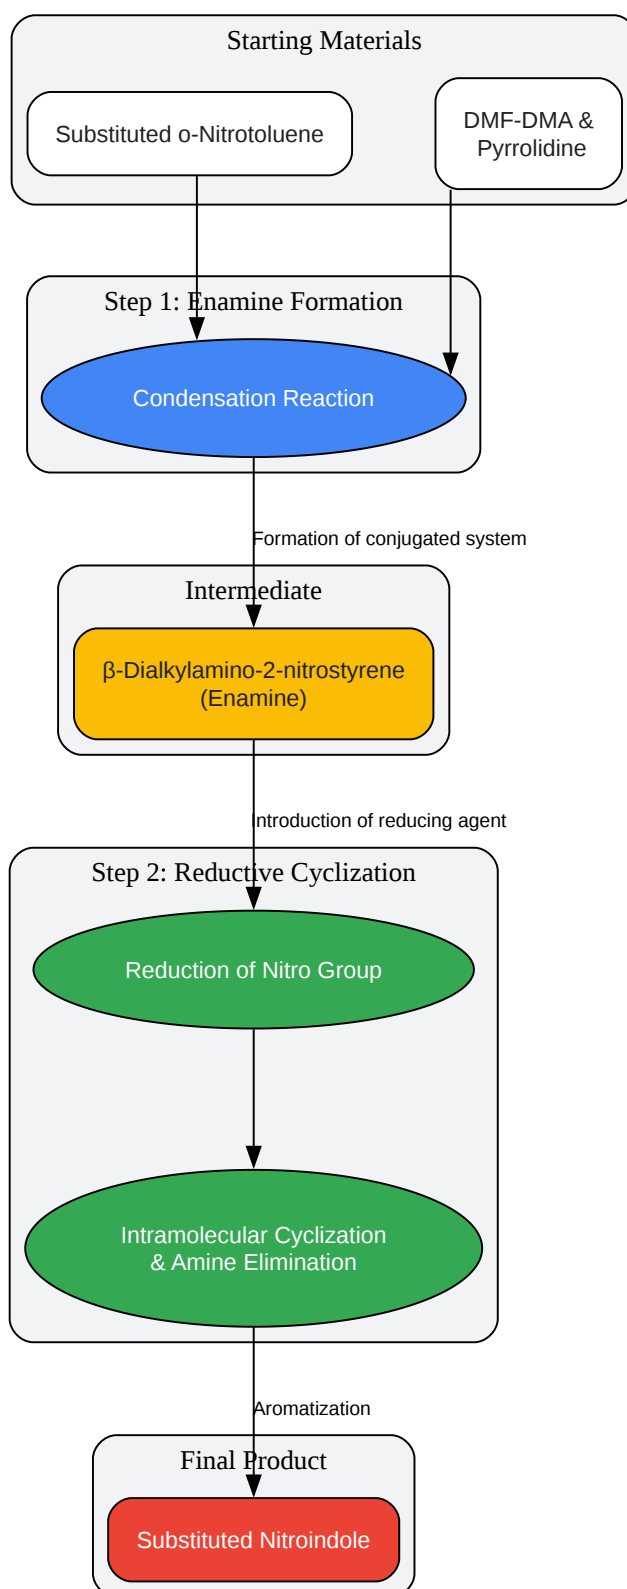 Starting Materials
Substituted o-Nitrotoluene
DMF-DMA &
Pyrrolidine
Step 1: Enamine Formation
Condensation Reaction
Formation of conjugated system
Intermediate
β-Dialkylamino-2-nitrostyrene
(Enamine)
Introduction of reducing agent
Step 2: Reductive Cyclization
Reduction of Nitro Group
Intramolecular Cyclization
& Amine Elimination
Aromatization
Final Product
Substituted Nitroindole